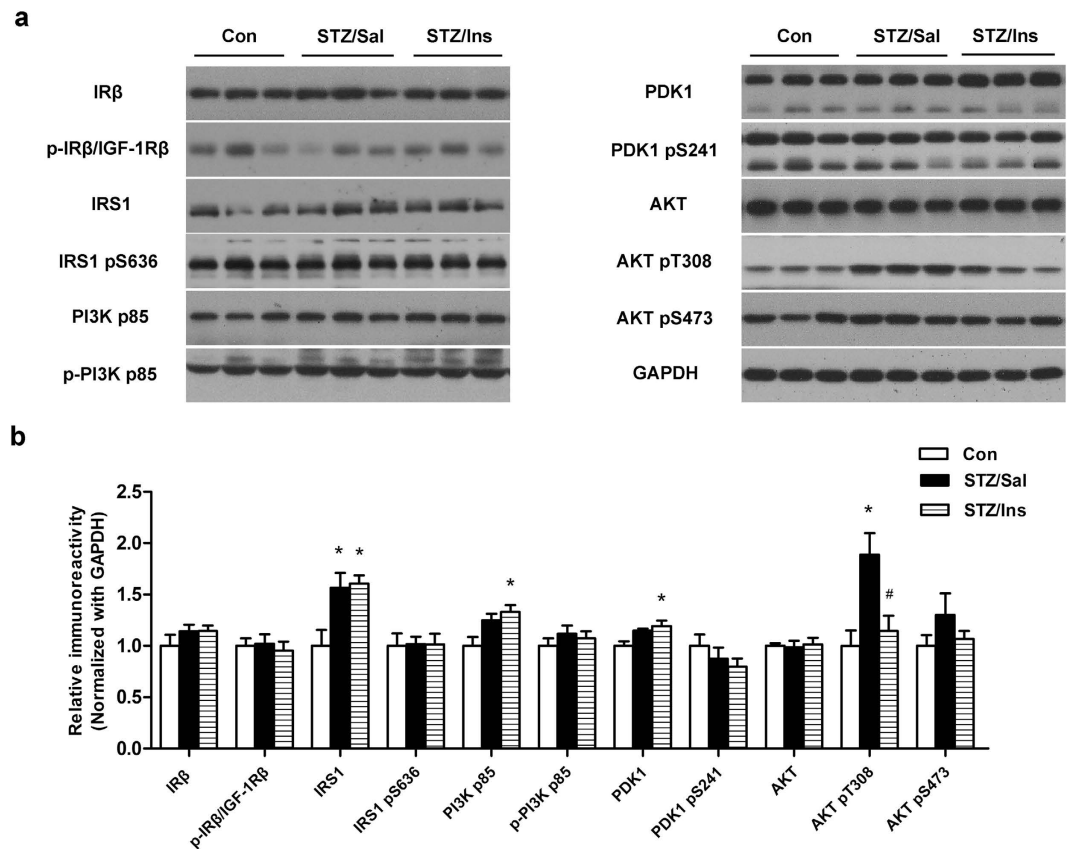 a
Con STZ/Sal STZ/Ins
IRβ
p-IRβ/IGF-1Rβ
IRS1
IRS1 pS636
PI3K p85
p-PI3K p85
Con STZ/Sal STZ/Ins
PDK1
PDK1 pS241
AKT
AKT pT308
AKT pS473
GAPDH
b
Con
STZ/Sal
STZ/Ins
Relative immunoreactivity
(Normalized with GAPDH)
2.5
2.0
1.5
1.0
0.5
0.0
* * * * * #
IRβ
p-IRβ/IGF-1Rβ
IRS1
IRS1 pS636
PI3K p85
p-PI3K p85
PDK1
PDK1 pS241
AKT
AKT pT308
AKT pS473